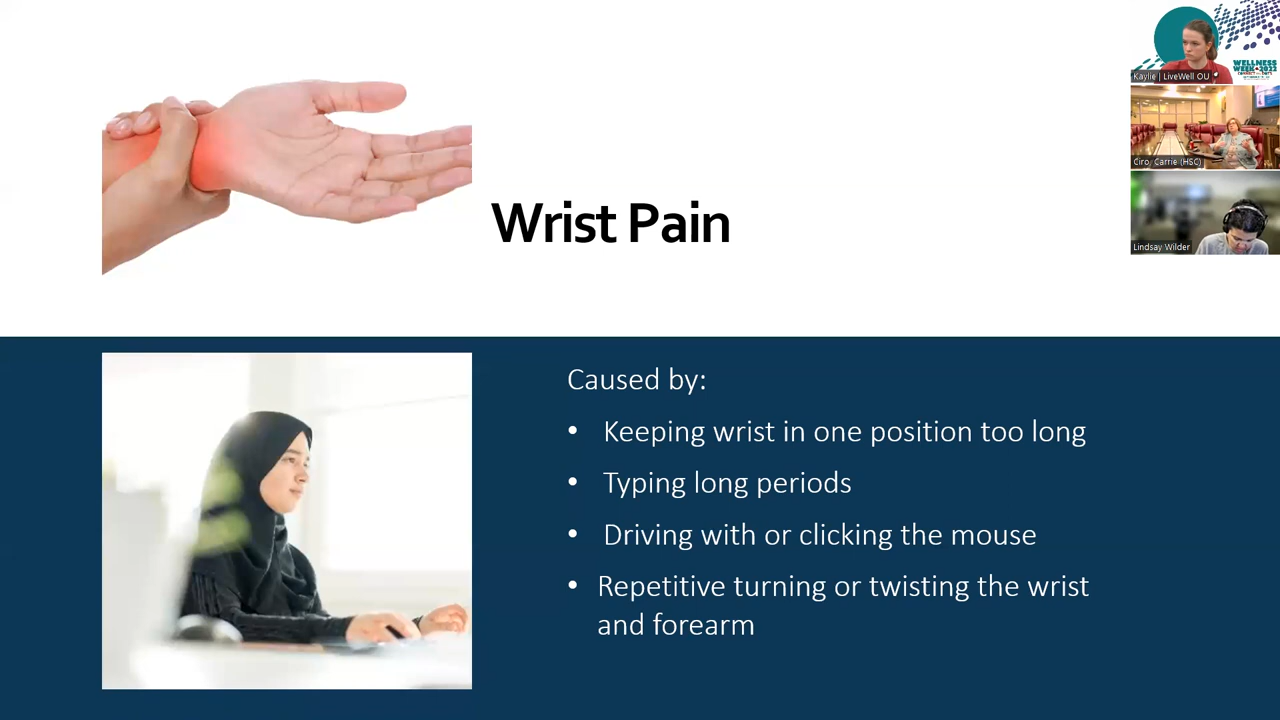 Wrist Pain
Caused by:
• Keeping wrist in one position too long
• Typing long periods
• Driving with or clicking the mouse
• Repetitive turning or twisting the wrist
and forearm
WELLNESS
WEEK 2022
Kaylie | LiveWell OU
Ciro, Carrie (HSC)
Lindsay Wilder